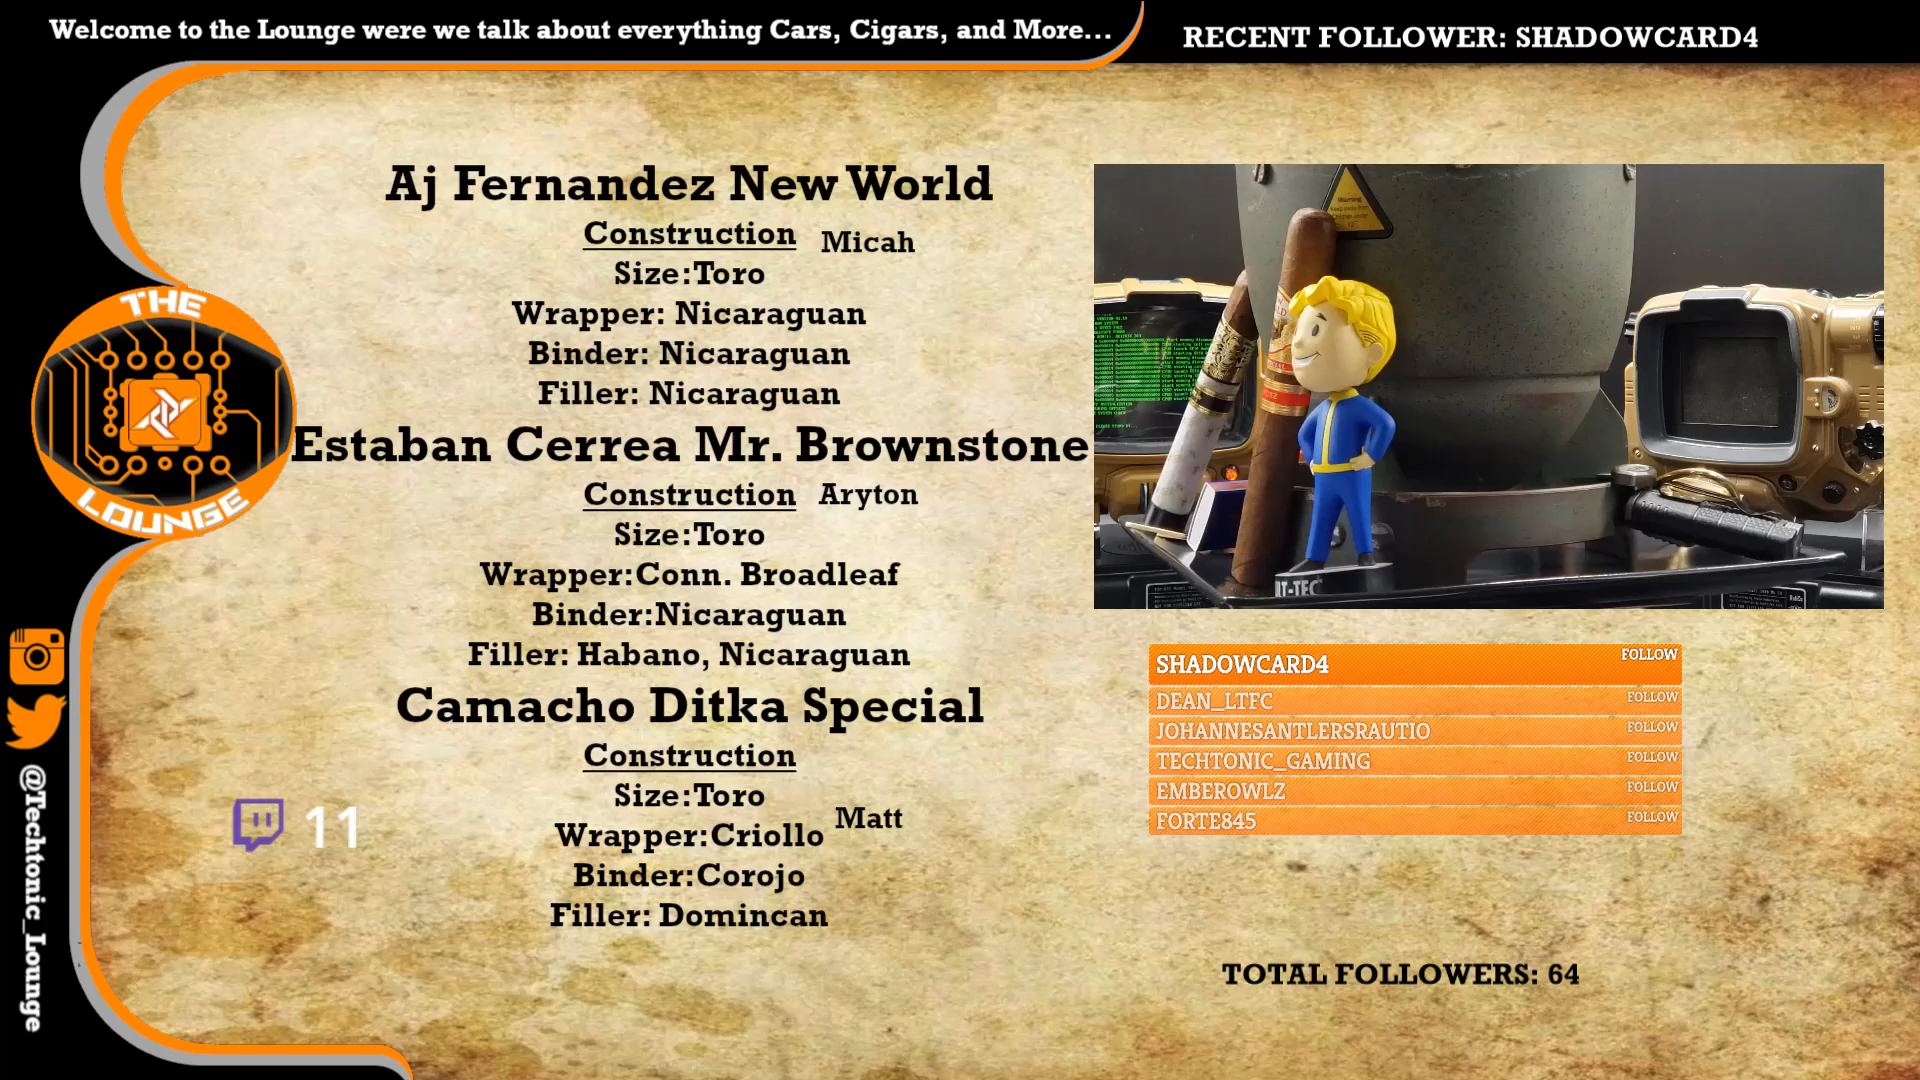 Welcome to the Lounge were we talk about everything Cars, Cigars, and More...
RECENT FOLLOWER: SHADOWCARD4
THE
LOUNGE
Aj Fernandez New World
Construction Micah
Size:Toro
Wrapper: Nicaraguan
Binder: Nicaraguan
Filler: Nicaraguan
Estaban Cerrea Mr. Brownstone
Construction Aryton
Size:Toro
Wrapper:Conn. Broadleaf
Binder:Nicaraguan
Filler: Habano, Nicaraguan
Camacho Ditka Special
Construction
Size:Toro
Matt
Wrapper:Criollo
Binder:Corojo
Filler: Domincan
11
@Techtonic_Lounge
Warning
LT-TEC
SHADOWCARD4 FOLLOW
DEAN_LTFC FOLLOW
JOHANNESANTLERSRAUTIO FOLLOW
TECHTONIC_GAMING FOLLOW
EMBEROWLZ FOLLOW
FORTE845 FOLLOW
TOTAL FOLLOWERS: 64